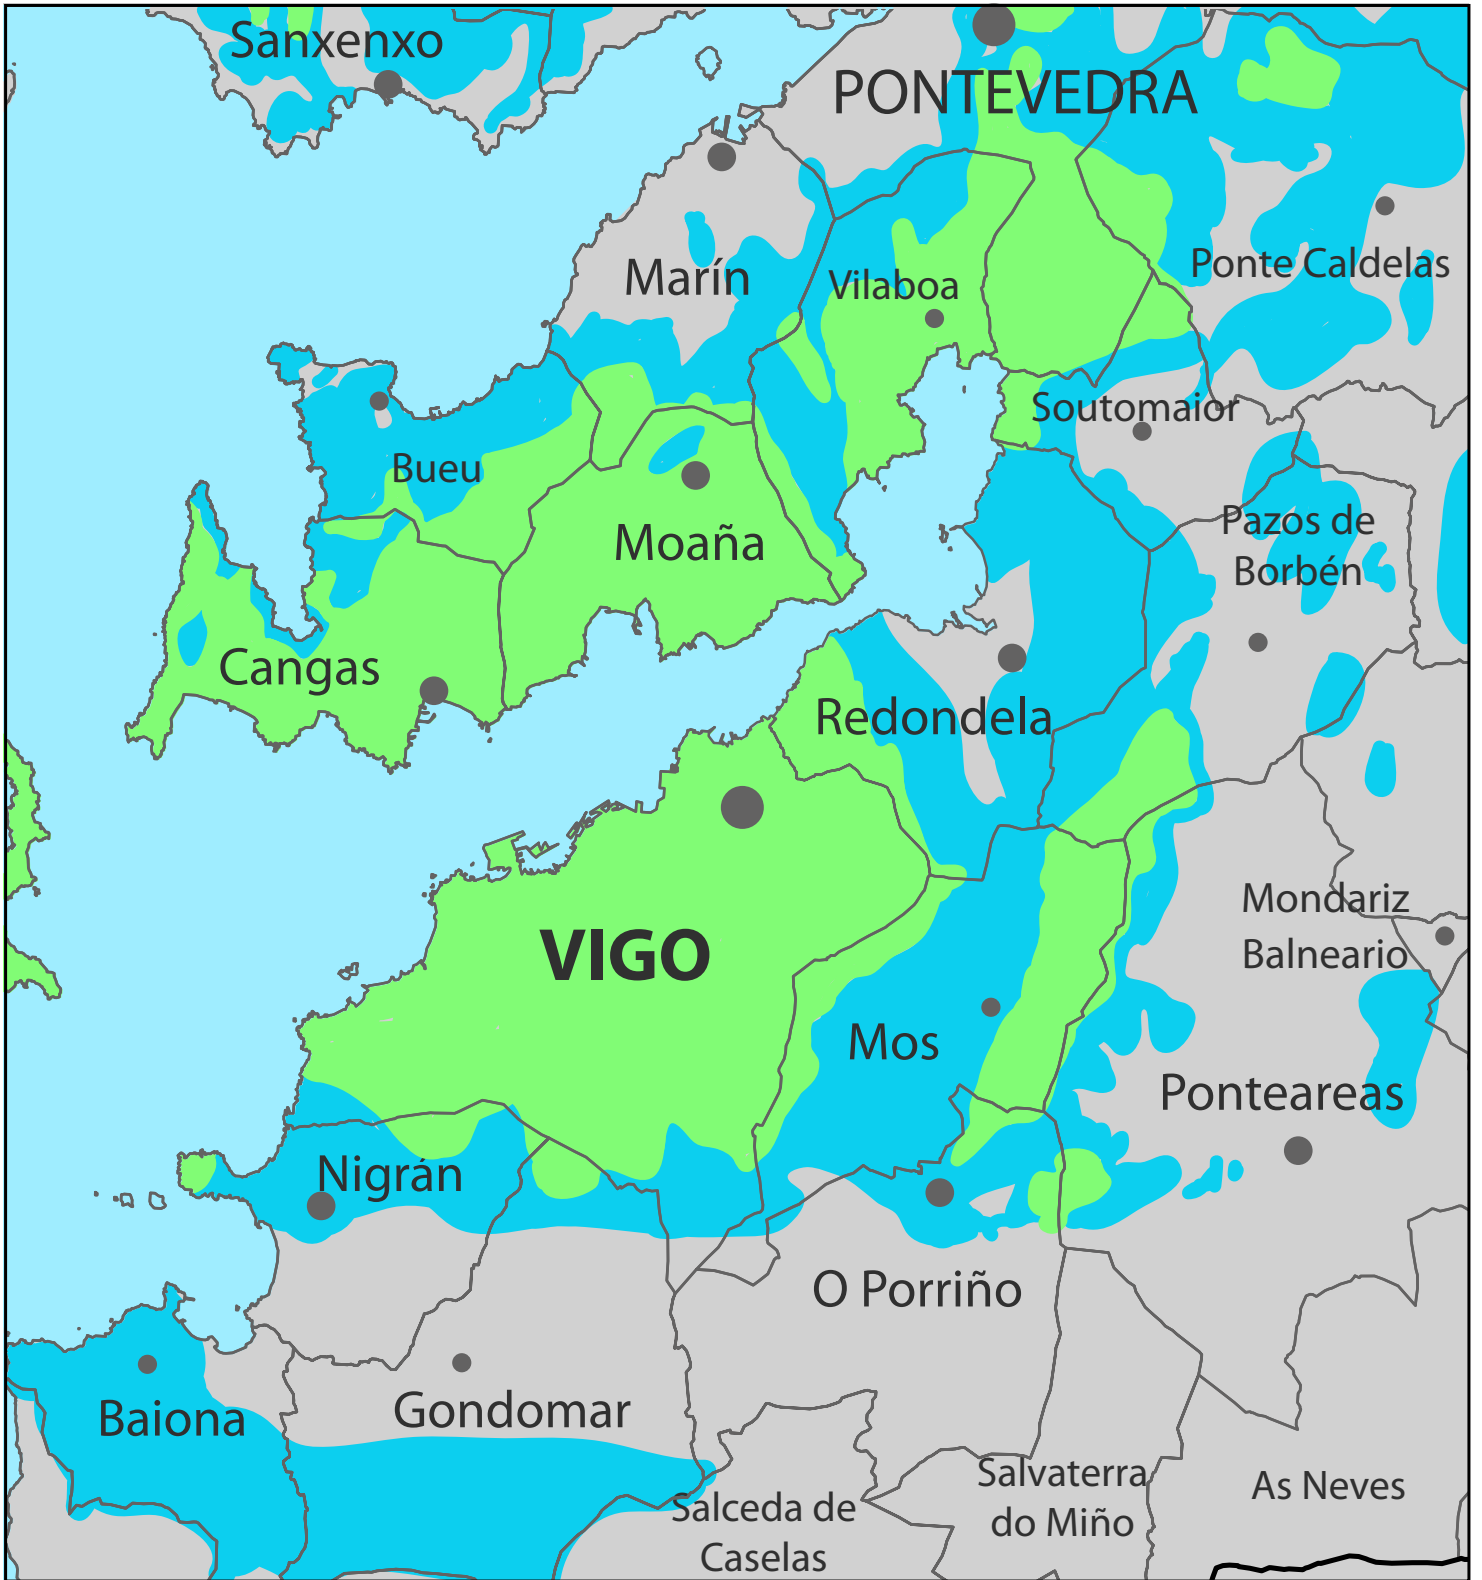 Sanxenxo
PONTEVEDRA
Marín
Vilaboa
Ponte Caldelas
Soutomaior
Bueu
Moaña
Pazos de
Borbén
Cangas
Redondela
VIGO
Mondariz
Balneario
Mos
Ponteareas
Nigrán
O Porriño
Baiona
Gondomar
Salvaterra
do Miño
As Neves
Salceda de
Caselas